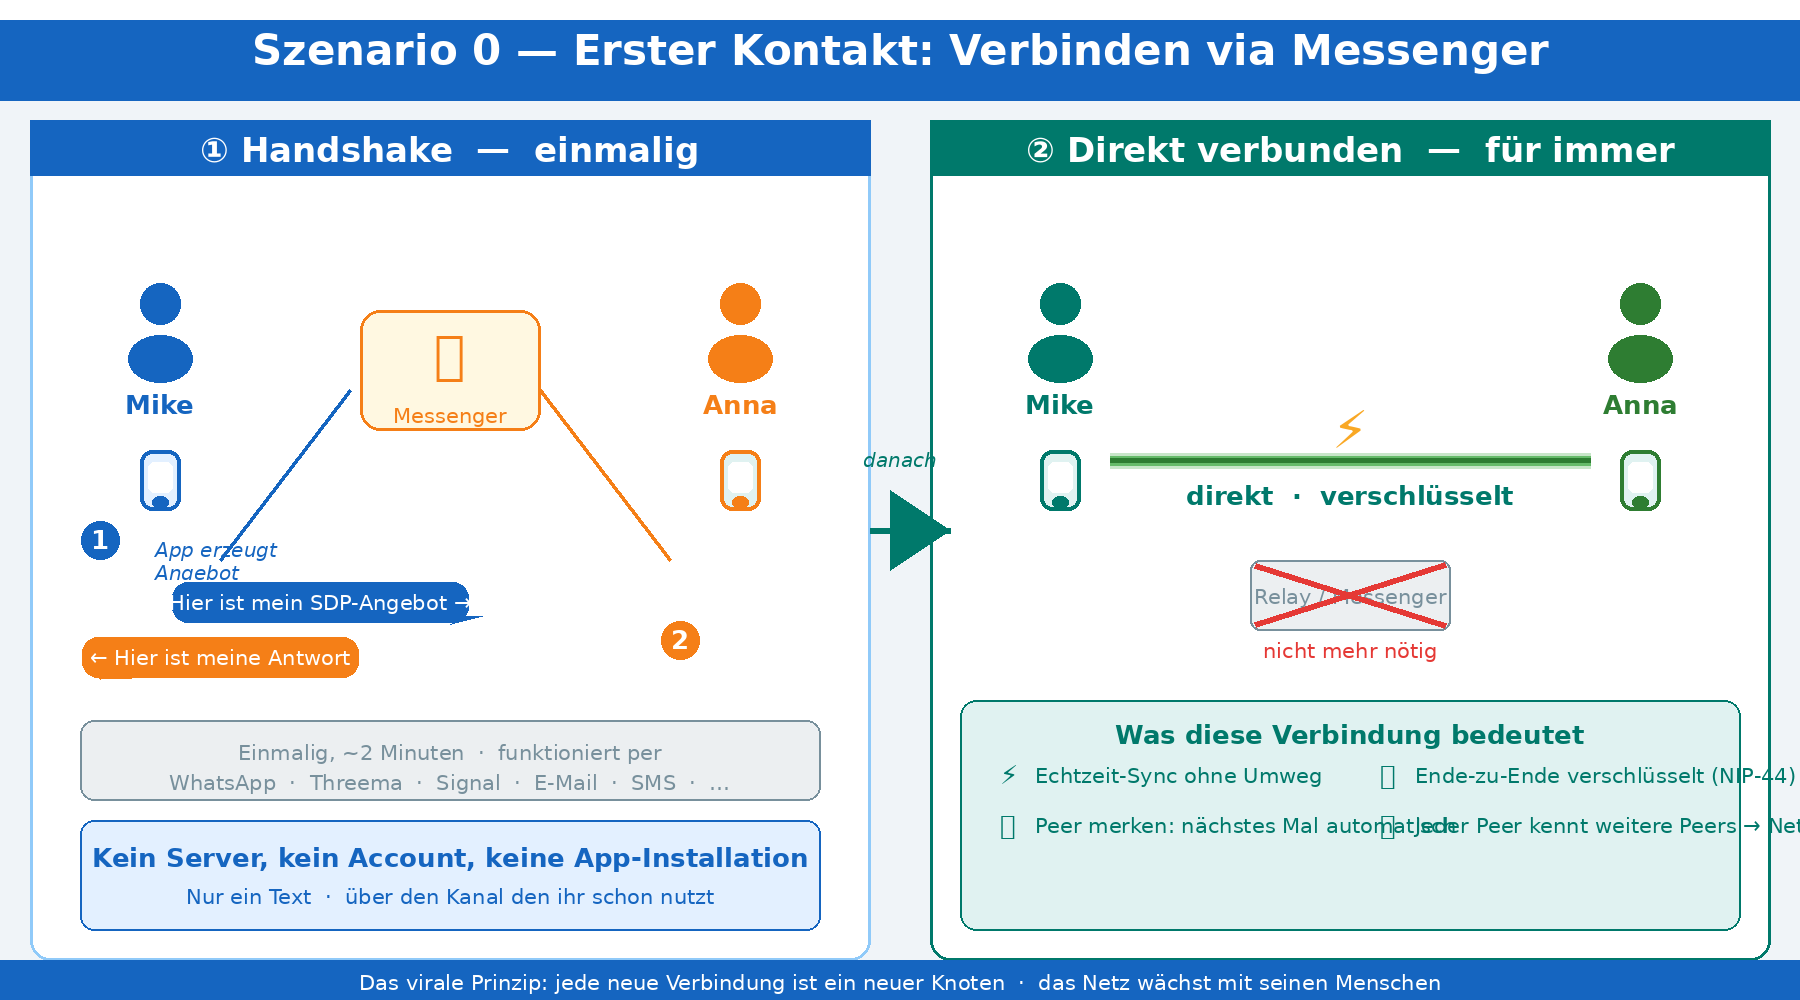 Szenario 0 — Erster Kontakt: Verbinden via Messenger
① Handshake — einmalig
Mike
Messenger
Anna
1
App erzeugt
Angebot
Hier ist mein SDP-Angebot →
← Hier ist meine Antwort
2
Einmalig, ~2 Minuten · funktioniert per
WhatsApp · Threema · Signal · E-Mail · SMS · ...
Kein Server, kein Account, keine App-Installation
Nur ein Text · über den Kanal den ihr schon nutzt
danach
② Direkt verbunden — für immer
Mike
Anna
⚡
direkt · verschlüsselt
Relay / Messenger
nicht mehr nötig
Was diese Verbindung bedeutet
⚡ Echtzeit-Sync ohne Umweg
Ende-zu-Ende verschlüsselt (NIP-44)
Peer merken: nächstes Mal automatisch
Jeder Peer kennt weitere Peers →
Das virale Prinzip: jede neue Verbindung ist ein neuer Knoten · das Netz wächst mit seinen Menschen